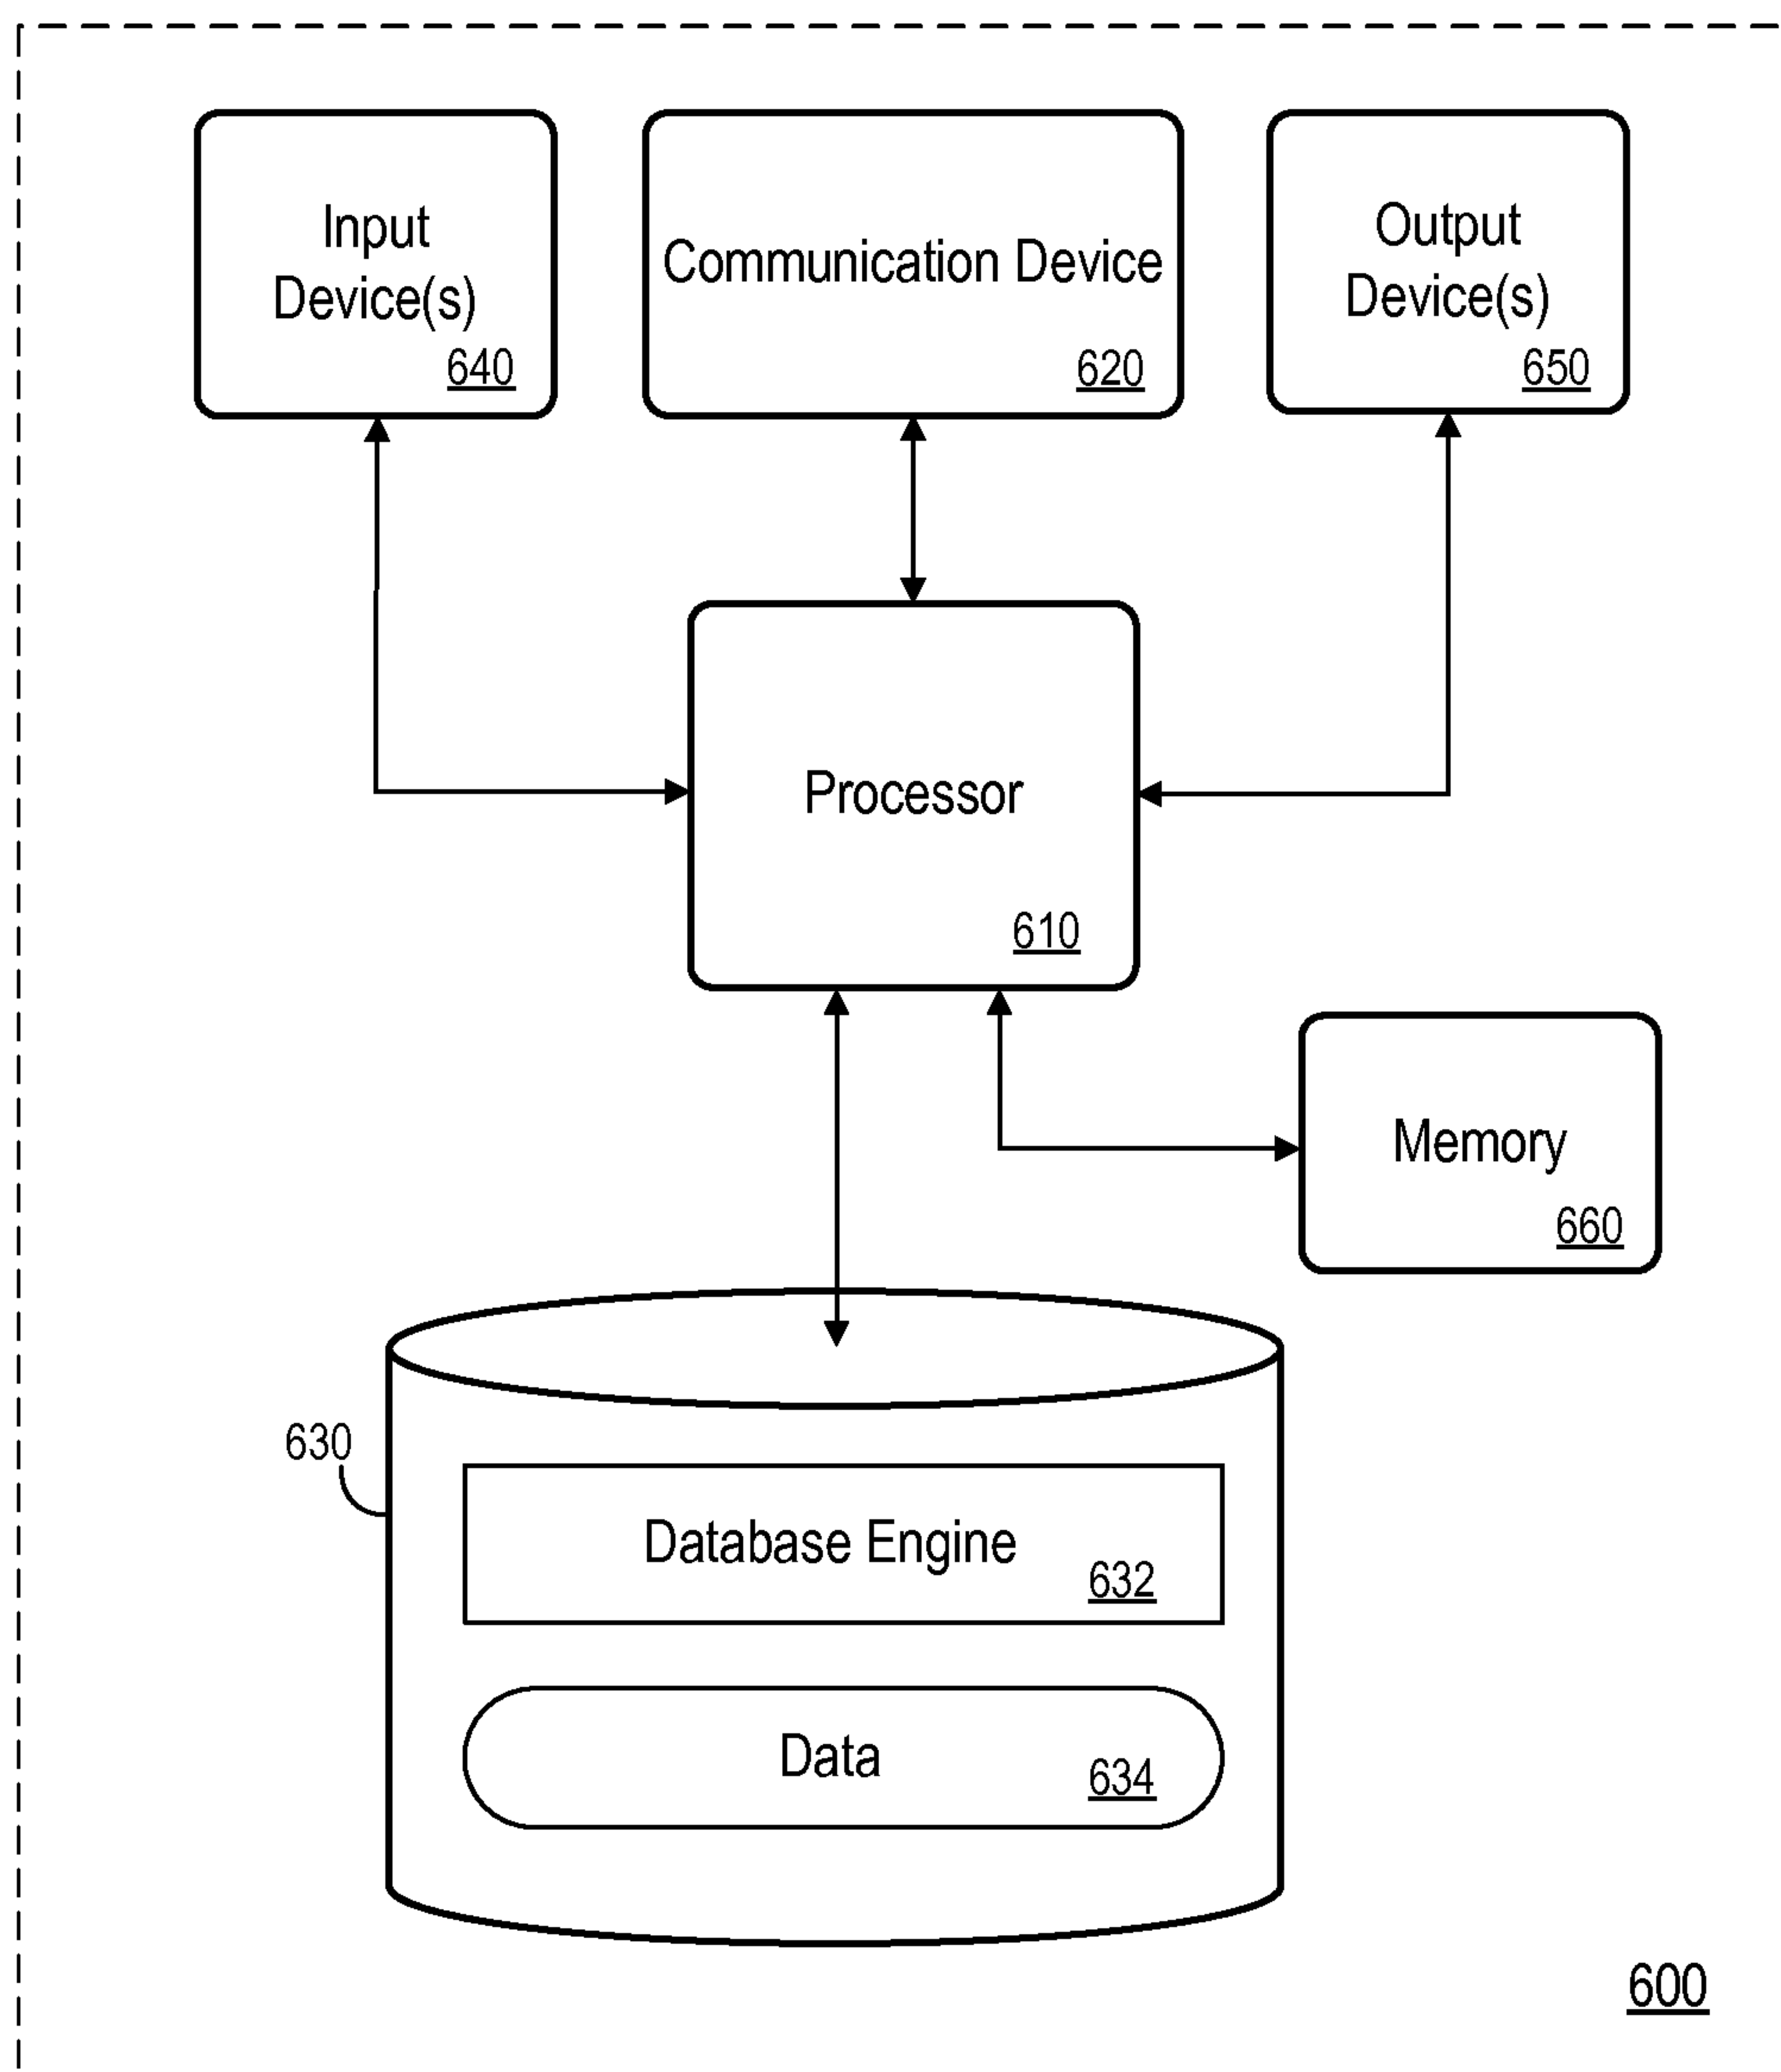 Input
Device(s)
640
Communication Device
620
Output
Device(s)
650
Processor
610
Memory
660
630
Database Engine
632
Data
634
600